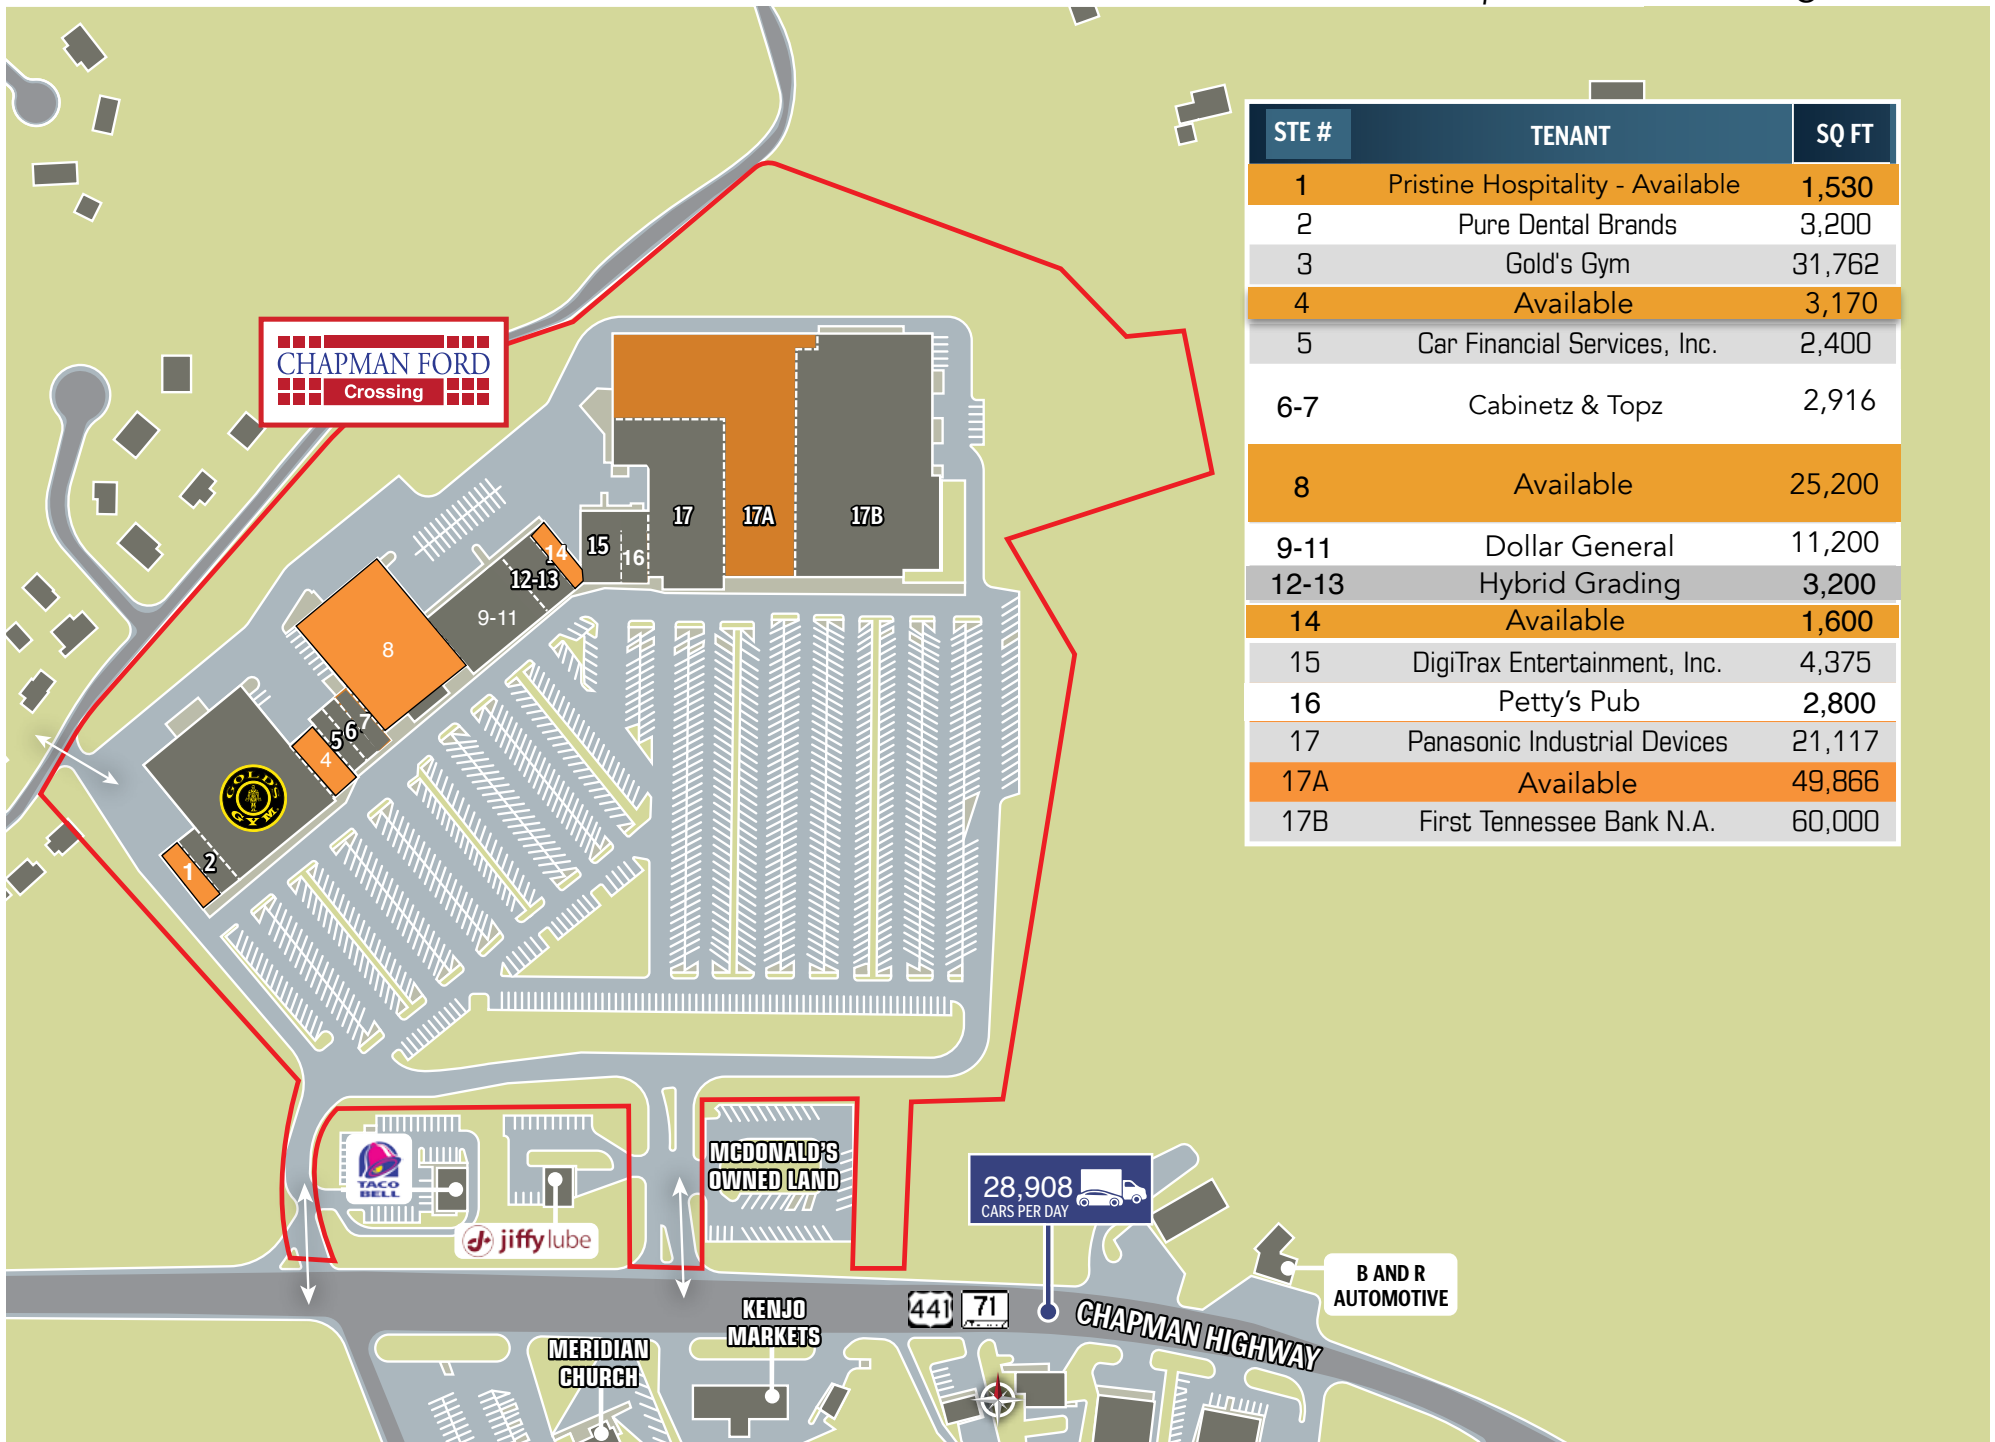 STE # TENANT SQ FT
1 Pristine Hospitality - Available 1,530
2 Pure Dental Brands 3,200
3 Gold's Gym 31,762
4 Available 3,170
5 Car Financial Services, Inc. 2,400
6-7 Cabinetz & Topz 2,916
8 Available 25,200
9-11 Dollar General 11,200
12-13 Hybrid Grading 3,200
14 Available 1,600
15 DigiTrax Entertainment, Inc. 4,375
16 Petty's Pub 2,800
17 Panasonic Industrial Devices 21,117
17A Available 49,866
17B First Tennessee Bank N.A. 60,000
CHAPMAN FORD
Crossing
17
17A
17B
15
16
14
12-13
9-11
8
7
6
5
4
GOLD'S
GYM
2
1
TACO
BELL
jiffy lube
MCDONALD'S
OWNED LAND
28,908
CARS PER DAY
B AND R
AUTOMOTIVE
KENJO
MARKETS
441
71
CHAPMAN HIGHWAY
MERIDIAN
CHURCH